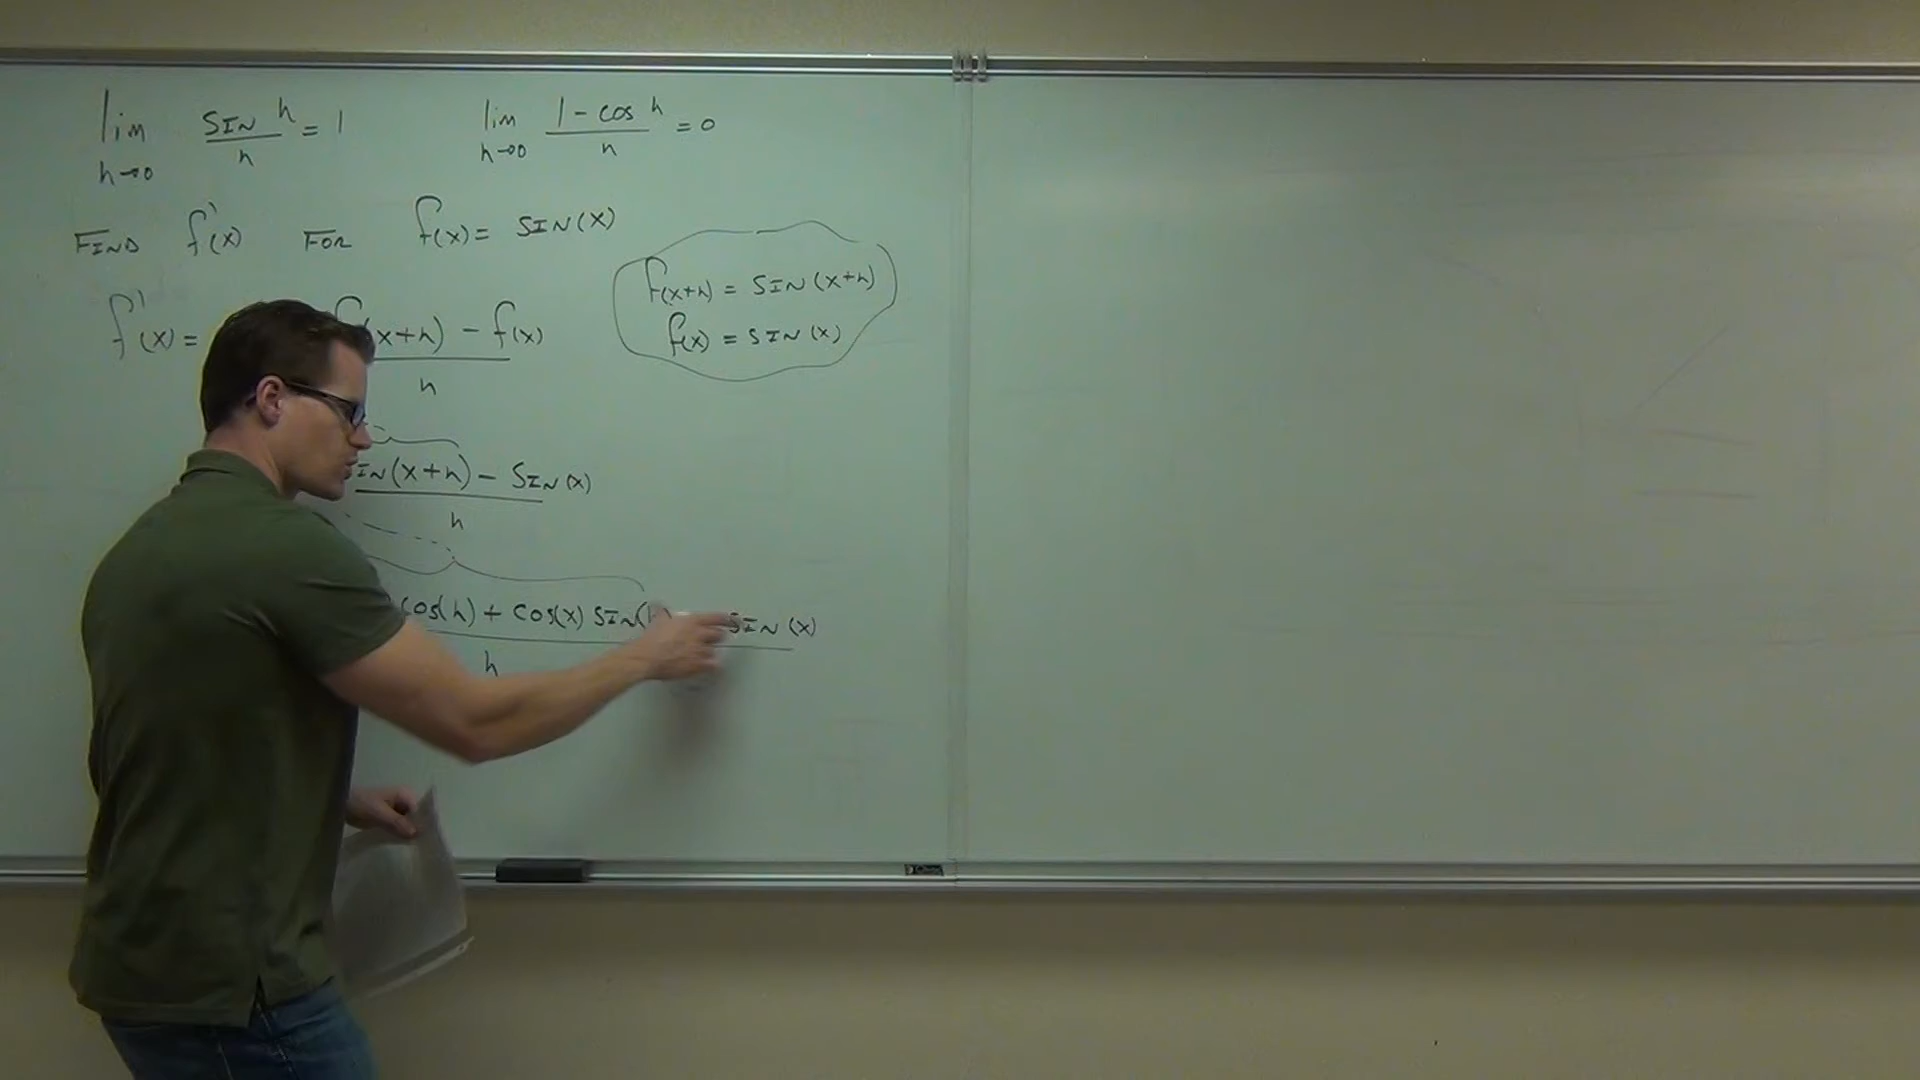 lim h→0 SIN h / h = 1    lim h→0 1 - cos h / h = 0
FIND f'(x) FOR f(x) = SIN(x)
f(x+h) = SIN(x+h)
f(x) = SIN(x)
f'(x) = f(x+h) - f(x) / h
SIN(x+h) - SIN(x) / h
cos(h) + cos(x) SIN(h) SIN(x) / h